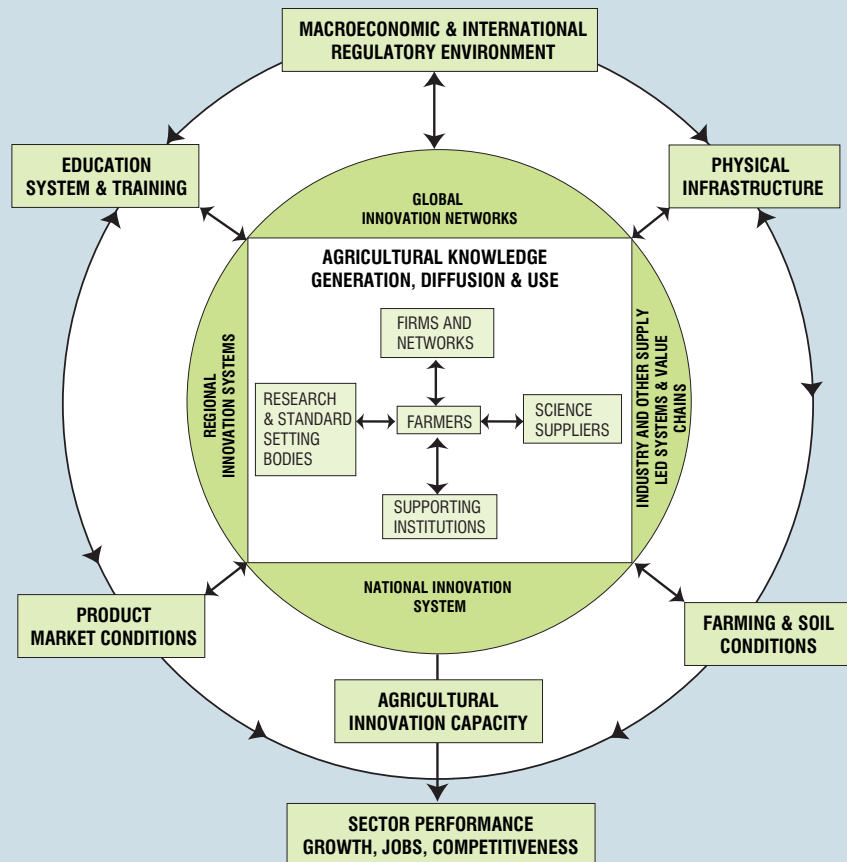 MACROECONOMIC & INTERNATIONAL
REGULATORY ENVIRONMENT
EDUCATION
SYSTEM & TRAINING
PHYSICAL
INFRASTRUCTURE
GLOBAL
INNOVATION NETWORKS
AGRICULTURAL KNOWLEDGE
GENERATION, DIFFUSION & USE
FIRMS AND
NETWORKS
REGIONAL
INNOVATION SYSTEMS
RESEARCH
& STANDARD
SETTING
BODIES
FARMERS
SCIENCE
SUPPLIERS
INDUSTRY AND OTHER SUPPLY
LED SYSTEMS & VALUE
CHAINS
SUPPORTING
INSTITUTIONS
NATIONAL INNOVATION
SYSTEM
PRODUCT
MARKET CONDITIONS
FARMING & SOIL
CONDITIONS
AGRICULTURAL
INNOVATION CAPACITY
SECTOR PERFORMANCE
GROWTH, JOBS, COMPETITIVENESS